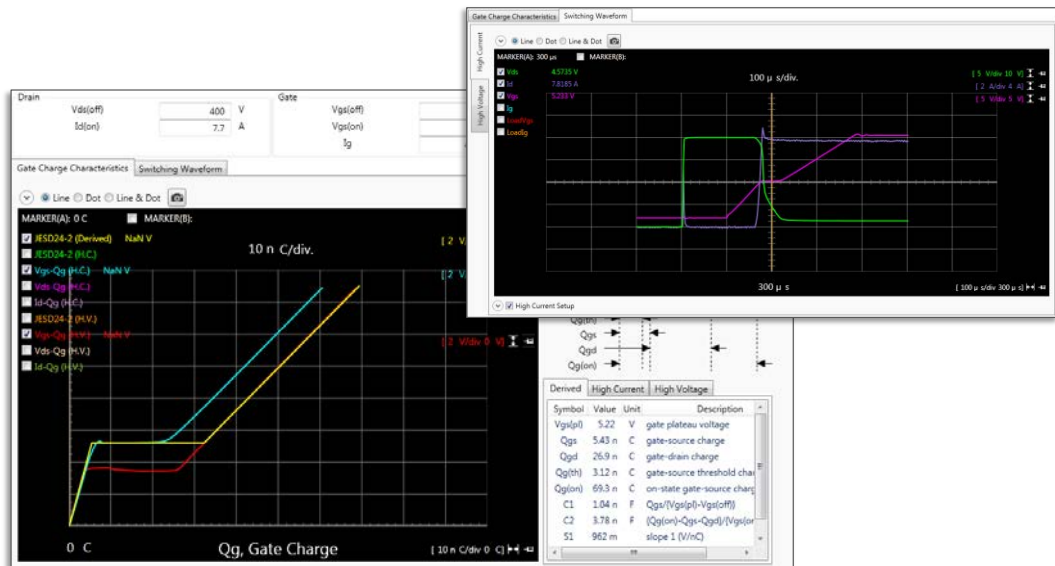 Gate Charge Characteristics Switching Waveform
High Current
High Voltage
Line Dot Line & Dot
MARKER(A): 300 µs MARKER(B):
Vds 4.5735 V
Id 7.8185 A
Vgs 5.233 V
Ig
LoadVgs
LoadIg
100 µ s/div.
[ 5 V/div 10 V]
[ 2 A/div 4 A]
[ 5 V/div 5 V]
300 µ s
[ 100 µ s/div 300 µ s]
High Current Setup
Drain
Vds(off) 400 V
Id(on) 7.7 A
Gate
Vgs(off)
Vgs(on)
Ig
Gate Charge Characteristics Switching Waveform
Line Dot Line & Dot
MARKER(A): 0 C MARKER(B):
JESD24-2 (Derived) NaN V
JESD24-2 (H.C.)
Vgs-Qg (H.C.) NaN V
Vds-Qg (H.C.)
Id-Qg (H.C.)
JESD24-2 (H.V.)
Vgs-Qg (H.V.) NaN V
Vds-Qg (H.V.)
Id-Qg (H.V.)
10 n C/div.
[ 2 V/
[ 2 V/
[ 2 V/div 0 V]
0 C
Qg, Gate Charge
[ 10 n C/div 0 C]
Qg(th)
Qgs
Qgd
Qg(on)
Derived High Current High Voltage
Symbol Value Unit Description
Vgs(pl) 5.22 V gate plateau voltage
Qgs 5.43 n C gate-source charge
Qgd 26.9 n C gate-drain charge
Qg(th) 3.12 n C gate-source threshold cha
Qg(on) 69.3 n C on-state gate-source charg
C1 1.04 n F Qgs/(Vgs(pl)-Vgs(off))
C2 3.78 n F (Qg(on)-Qgs-Qgd)/(Vgs(on
S1 962 m slope 1 (V/nC)